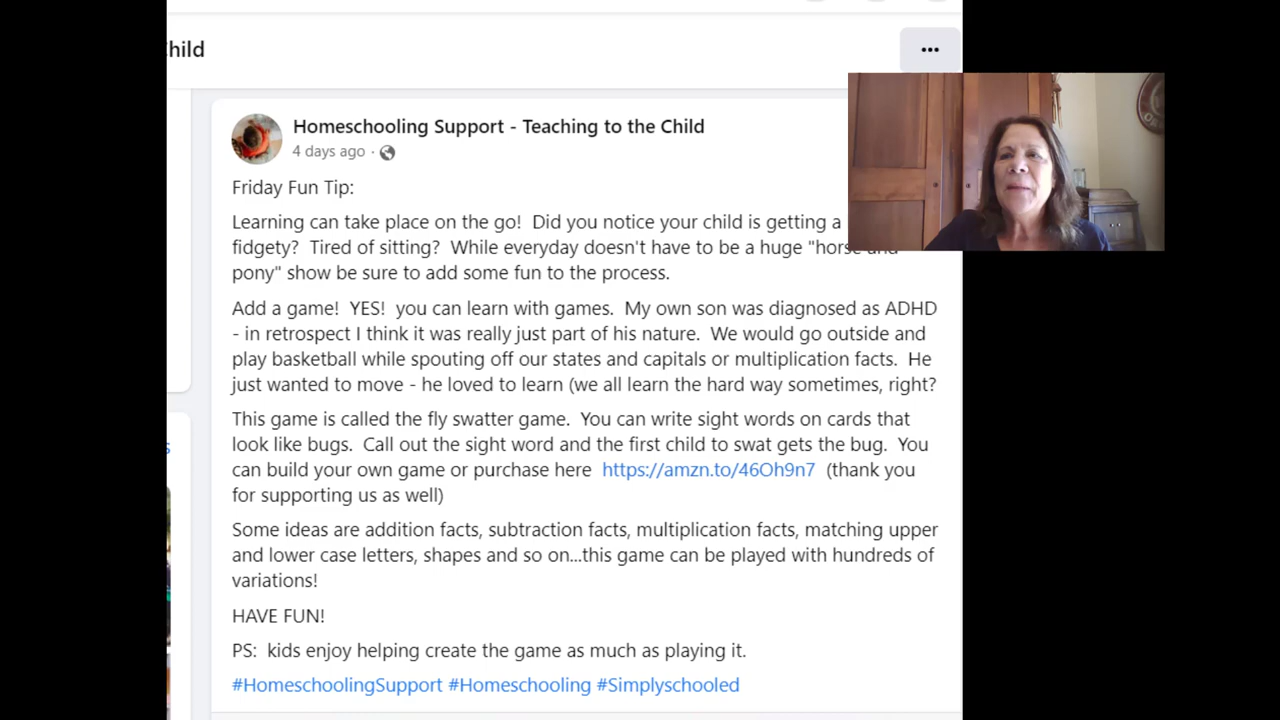 hild
Homeschooling Support - Teaching to the Child
4 days ago ·
Friday Fun Tip:
Learning can take place on the go!  Did you notice your child is getting a
fidgety?  Tired of sitting?  While everyday doesn't have to be a huge "horse and
pony" show be sure to add some fun to the process.
Add a game!  YES!  you can learn with games.  My own son was diagnosed as ADHD
- in retrospect I think it was really just part of his nature.  We would go outside and
play basketball while spouting off our states and capitals or multiplication facts.  He
just wanted to move - he loved to learn (we all learn the hard way sometimes, right?
This game is called the fly swatter game.  You can write sight words on cards that
look like bugs.  Call out the sight word and the first child to swat gets the bug.  You
can build your own game or purchase here  https://amzn.to/46Oh9n7  (thank you
for supporting us as well)
Some ideas are addition facts, subtraction facts, multiplication facts, matching upper
and lower case letters, shapes and so on...this game can be played with hundreds of
variations!
HAVE FUN!
PS:  kids enjoy helping create the game as much as playing it.
#HomeschoolingSupport #Homeschooling #Simplyschooled